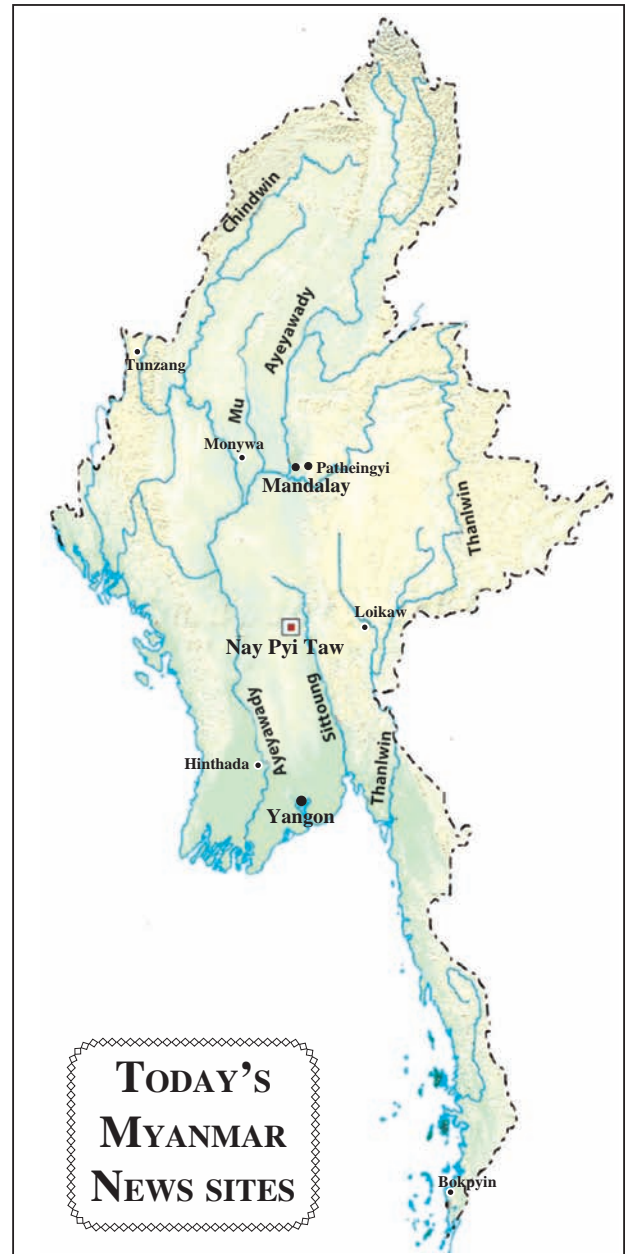 Chindwin
Ayeyawady
Tunzang
Mu
Monywa
Patheingyi
Mandalay
Thanlwin
Loikaw
Nay Pyi Taw
Sittoung
Ayeyawady
Thanlwin
Hinthada
Yangon
TODAY'S
MYANMAR
NEWS SITES
Bokpyin